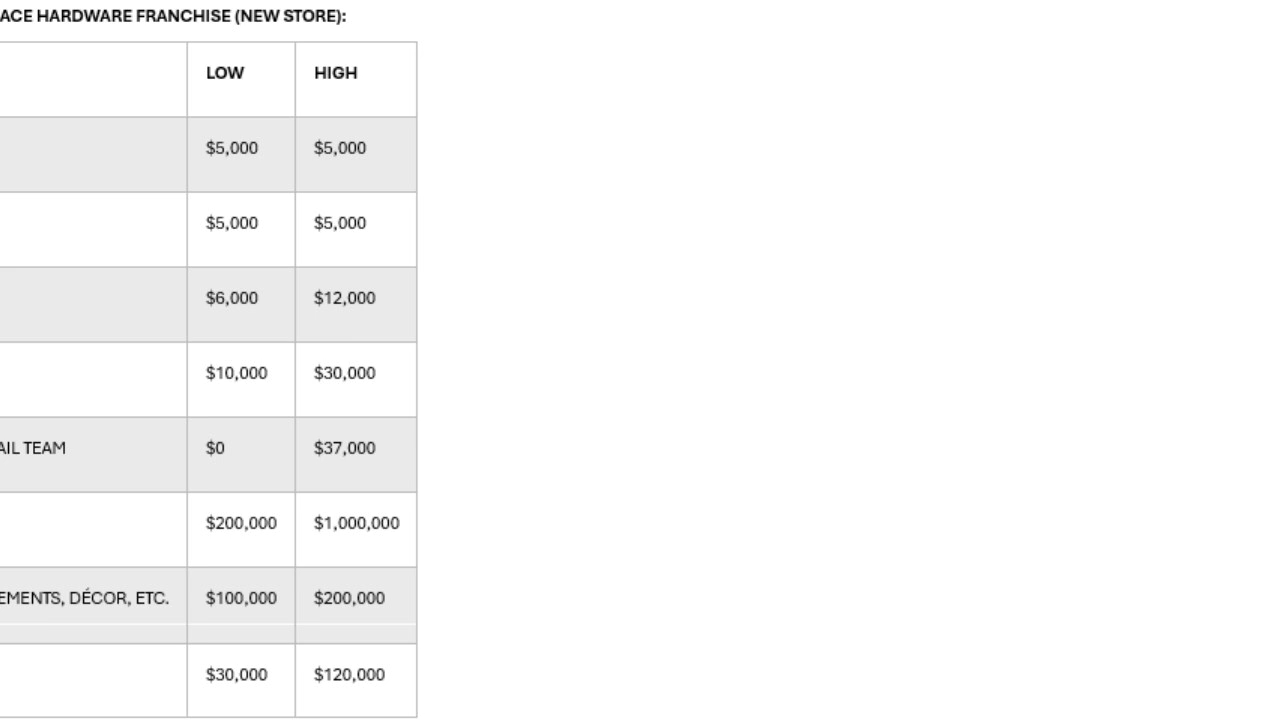 ACE HARDWARE FRANCHISE (NEW STORE):
LOW HIGH
$5,000 $5,000
$5,000 $5,000
$6,000 $12,000
$10,000 $30,000
AIL TEAM $0 $37,000
$200,000 $1,000,000
EMENTS, DÉCOR, ETC. $100,000 $200,000
$30,000 $120,000